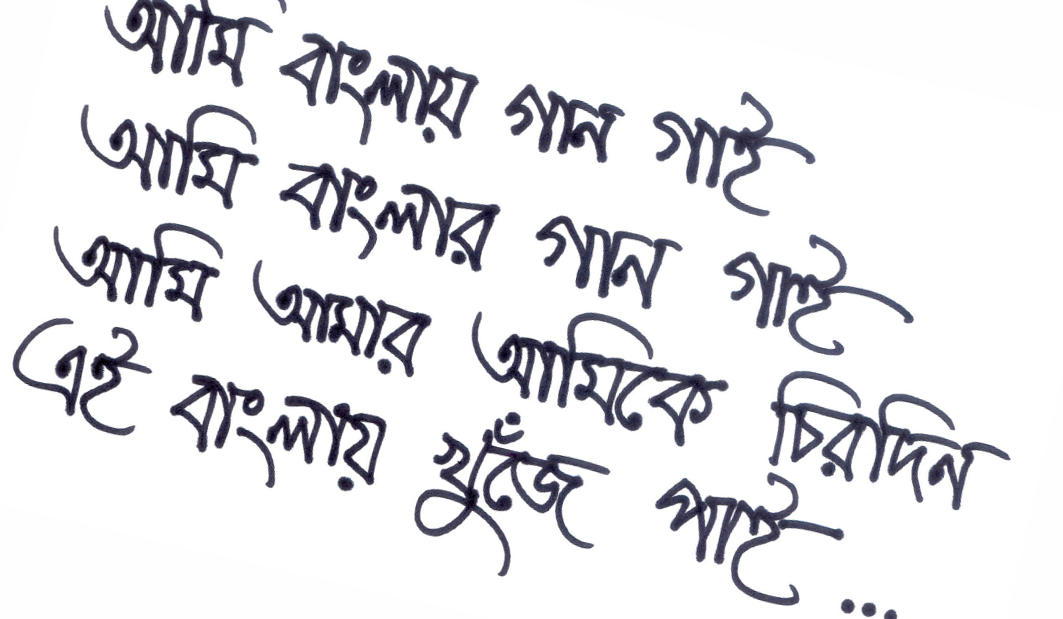 আমি বাংলায় গান গাই
আমি বাংলার গান গাই
আমি আমার আমিকে চিরদিন
এই বাংলায় খুঁজে পাই...